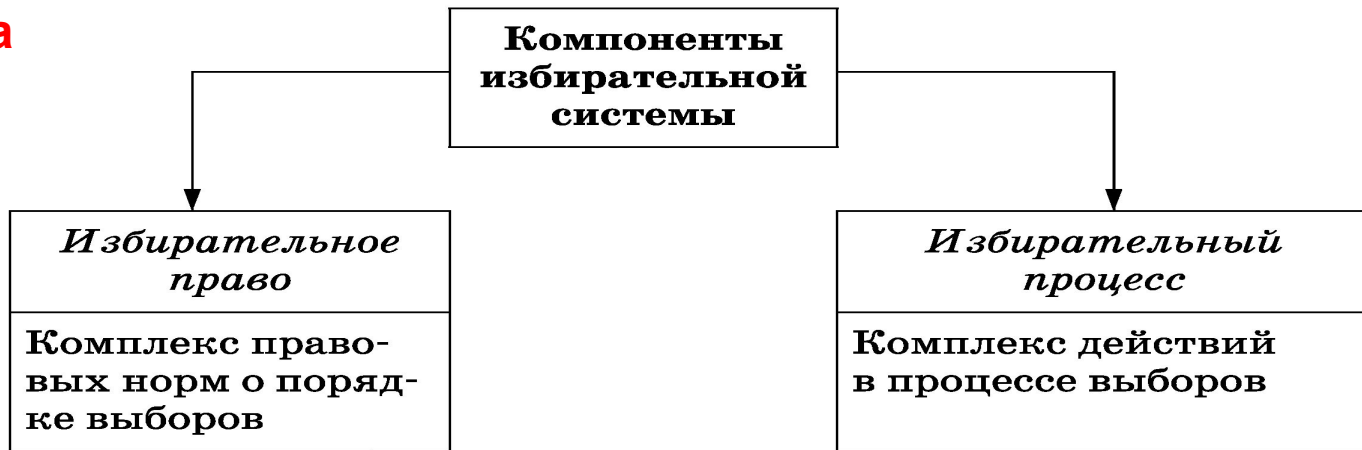 а
Компоненты
избирательной
системы
Избирательное
право
Комплекс право-
вых норм о поряд-
ке выборов
Избирательный
процесс
Комплекс действий
в процессе выборов